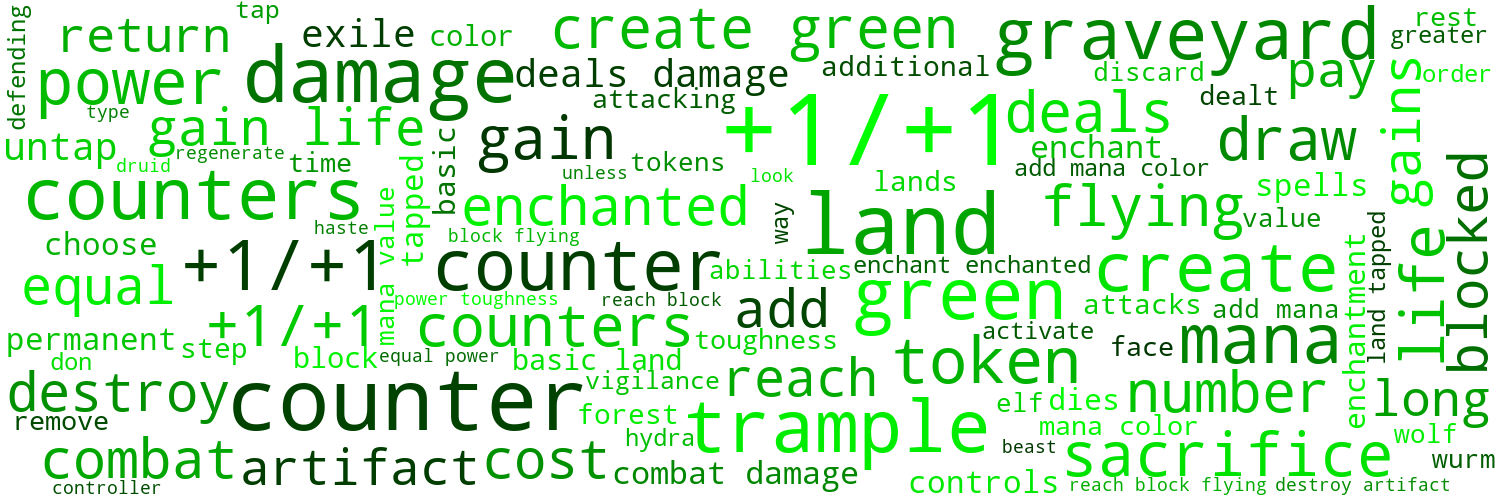 defending
return
tap
exile
color
create green
graveyard
rest
greater
power
damage
deals damage
additional
discard
pay
order
type
attacking
dealt
gains
untap
gain life
gain
+1/+1
deals
draw
druid
regenerate
time
basic
unless
tokens
look
enchant
add mana color
counters
tapped
enchanted
lands
flying
spells
value
blocked
haste
block flying
way
land
choose
mana value
+1/+1
counter
abilities
enchant enchanted
create
land tapped
life
equal
power toughness
reach block
add
green
attacks
add mana
enchantment
permanent
+1/+1
counters
toughness
activate
face
mana
step
don
block
equal power
basic land
destroy
counter
vigilance
reach
token
number
long
remove
forest
trample
elf
dies
mana color
wolf
hydra
beast
sacrifice
wurm
combat
artifact
cost
combat damage
controls
controller
reach block flying
destroy artifact